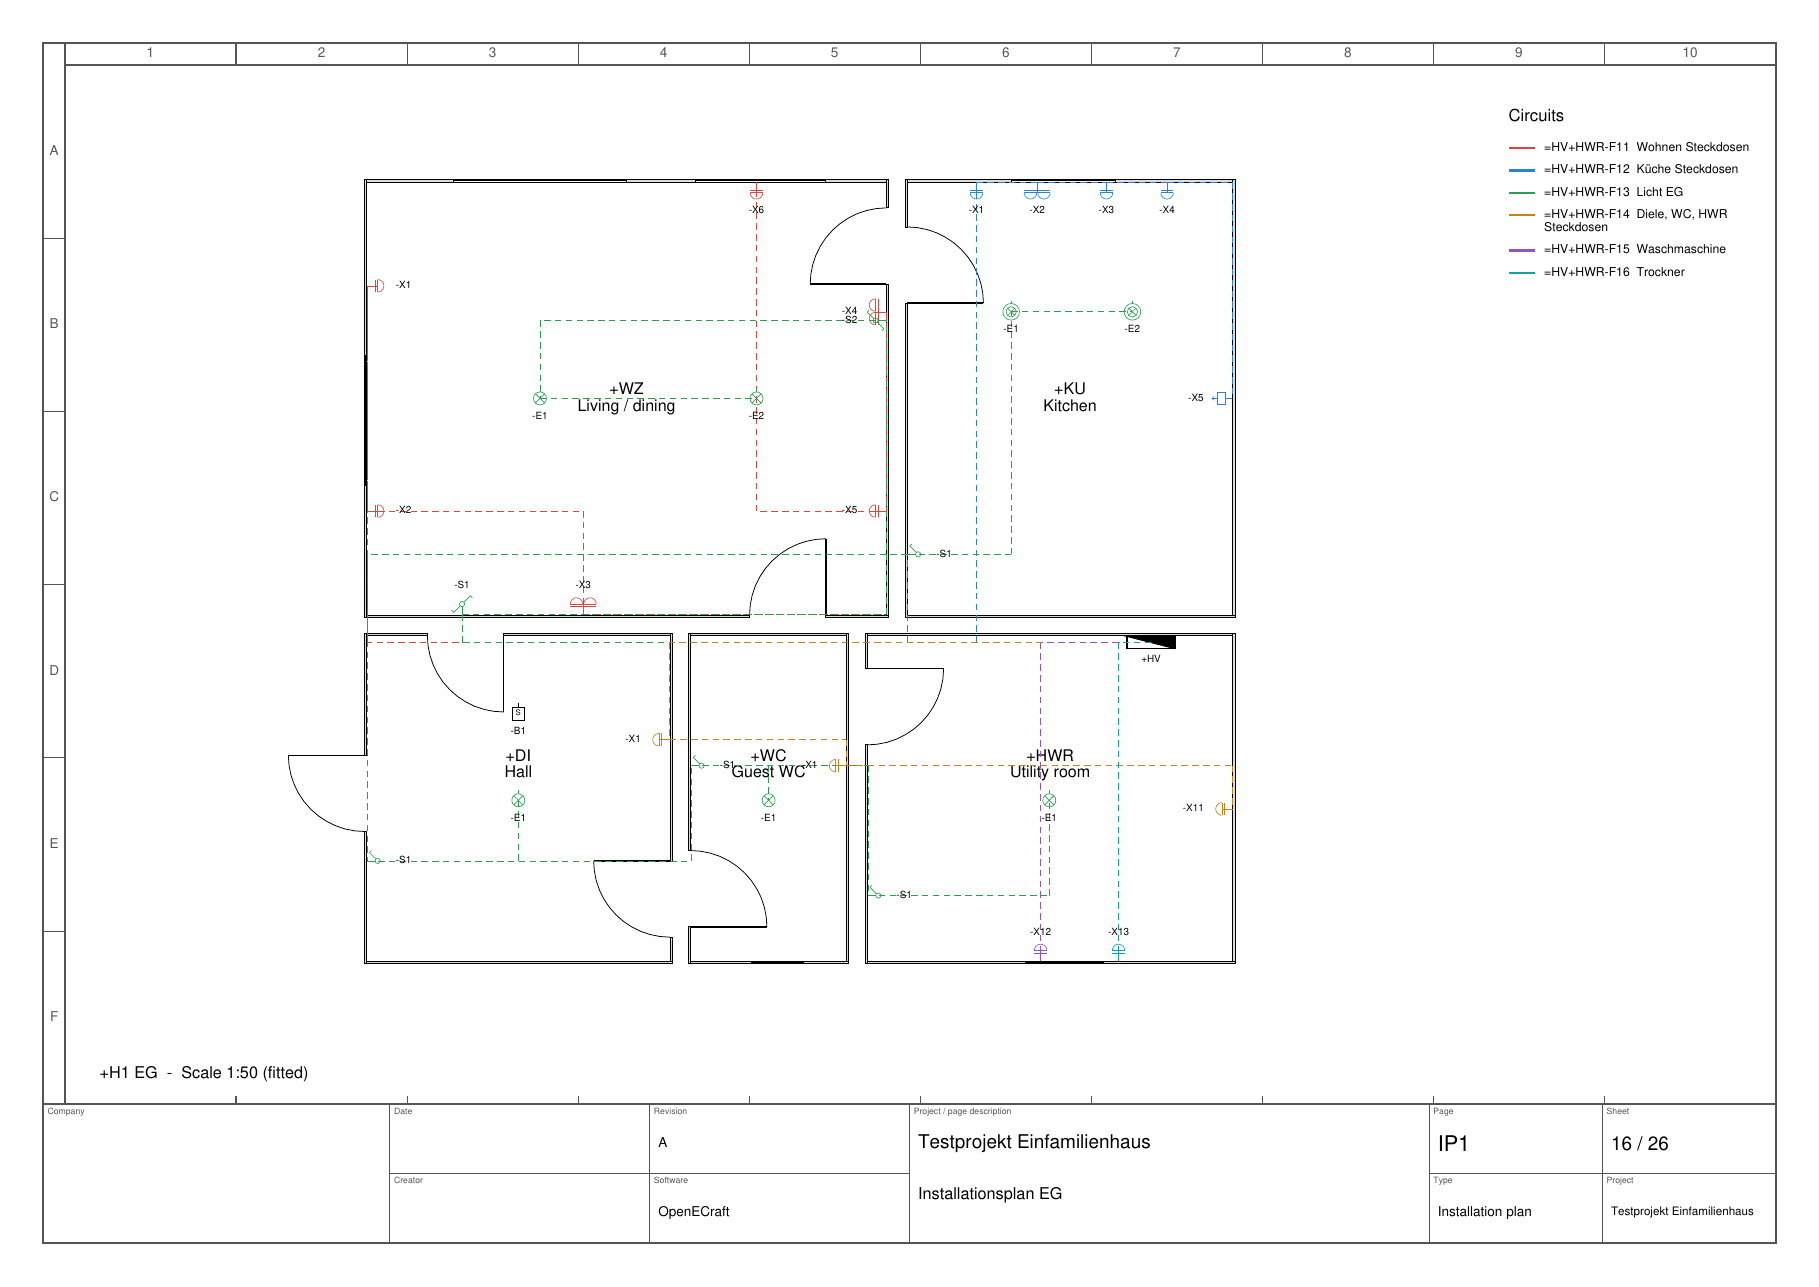 1 2 3 4 5 6 7 8 9 10
A
B
C
D
E
F
Circuits
=HV+HWR-F11 Wohnen Steckdosen
=HV+HWR-F12 Küche Steckdosen
=HV+HWR-F13 Licht EG
=HV+HWR-F14 Diele, WC, HWR
Steckdosen
=HV+HWR-F15 Waschmaschine
=HV+HWR-F16 Trockner
-X6
-X1
-X4
-S2
+WZ
Living / dining
-E1
-E2
-X2
-X5
-S1
-X3
-X1
-X2
-X3
-X4
-E1
-E2
+KU
Kitchen
-X5
-S1
+HV
S
-B1
-X1
+DI
Hall
-E1
-S1
-S1
+WC
Guest WC
-X1
-E1
+HWR
Utility room
-E1
-X11
-S1
-X12
-X13
+H1 EG - Scale 1:50 (fitted)
Company
Date
Revision
A
Creator
Software
OpenECraft
Project / page description
Testprojekt Einfamilienhaus
Installationsplan EG
Page
IP1
Sheet
16 / 26
Type
Installation plan
Project
Testprojekt Einfamilienhaus